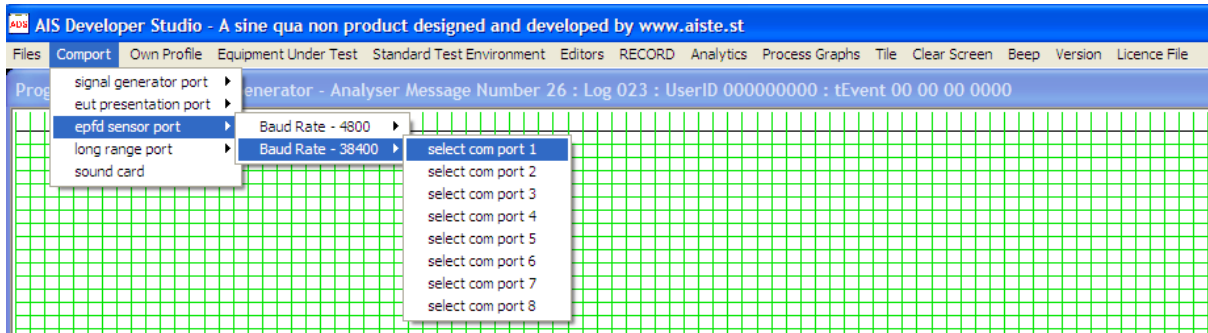 ADS AIS Developer Studio - A sine qua non product designed and developed by www.aiste.st
Files Comport Own Profile Equipment Under Test Standard Test Environment Editors RECORD Analytics Process Graphs Tile Clear Screen Beep Version Licence File
Prog enerator - Analyser Message Number 26 : Log 023 : UserID 000000000 : tEvent 00 00 00 0000
signal generator port
eut presentation port
epfd sensor port
long range port
sound card
Baud Rate - 4800
Baud Rate - 38400
select com port 1
select com port 2
select com port 3
select com port 4
select com port 5
select com port 6
select com port 7
select com port 8